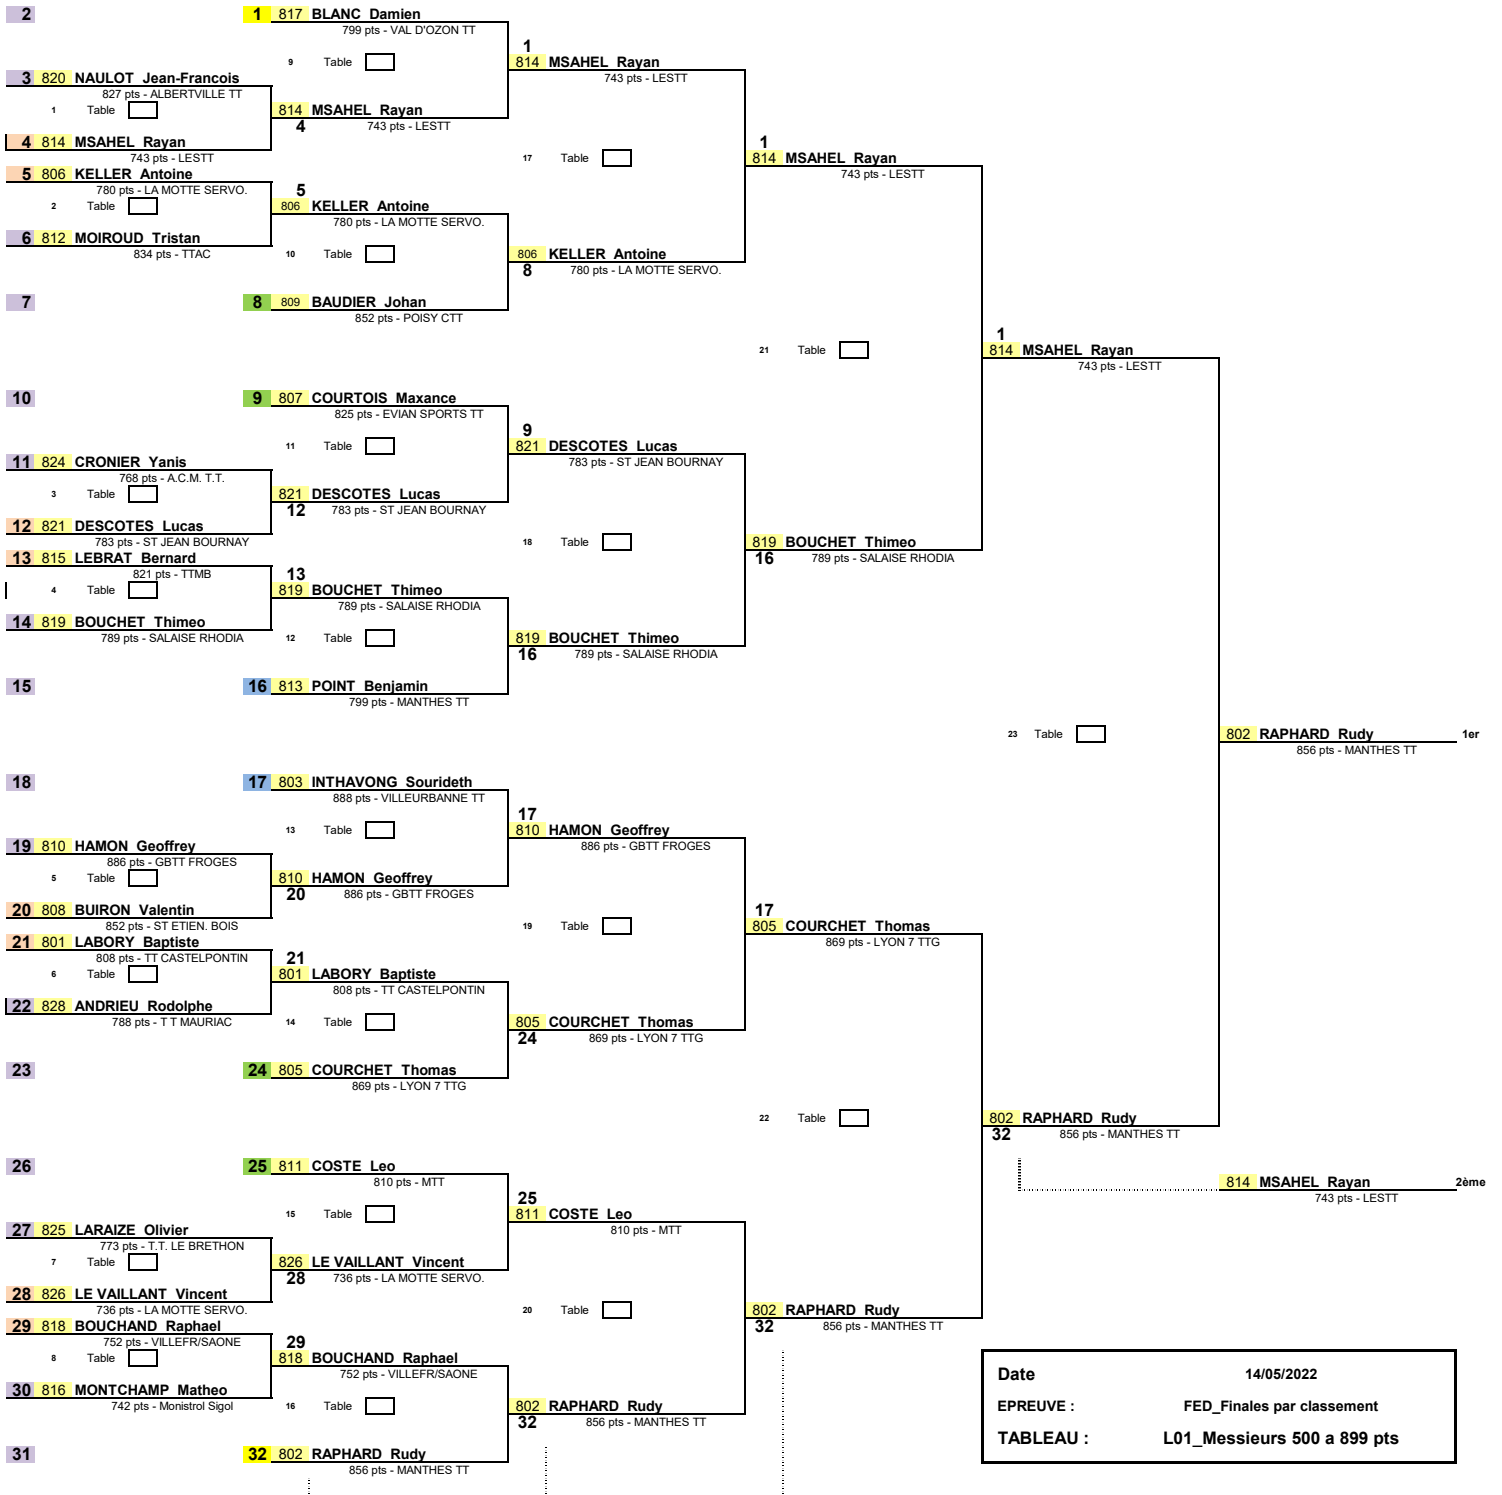 2
1 817 BLANC Damien
799 pts - VAL D'OZON TT
1
9 Table
814 MSAHEL Rayan
743 pts - LESTT
3 820 NAULOT Jean-Francois
827 pts - ALBERTVILLE TT
1 Table
814 MSAHEL Rayan
4 743 pts - LESTT
4 814 MSAHEL Rayan
743 pts - LESTT
1
17 Table
814 MSAHEL Rayan
743 pts - LESTT
5 806 KELLER Antoine
780 pts - LA MOTTE SERVO.
5
2 Table
806 KELLER Antoine
780 pts - LA MOTTE SERVO.
6 812 MOIROUD Tristan
834 pts - TTAC
10 Table
806 KELLER Antoine
8 780 pts - LA MOTTE SERVO.
7
8 809 BAUDIER Johan
852 pts - POISY CTT
1
21 Table
814 MSAHEL Rayan
743 pts - LESTT
10
9 807 COURTOIS Maxance
825 pts - EVIAN SPORTS TT
9
11 Table
821 DESCOTES Lucas
783 pts - ST JEAN BOURNAY
11 824 CRONIER Yanis
768 pts - A.C.M. T.T.
3 Table
821 DESCOTES Lucas
12 783 pts - ST JEAN BOURNAY
12 821 DESCOTES Lucas
783 pts - ST JEAN BOURNAY
18 Table
819 BOUCHET Thimeo
16 789 pts - SALAISE RHODIA
13 815 LEBRAT Bernard
821 pts - TTMB
13
4 Table
819 BOUCHET Thimeo
789 pts - SALAISE RHODIA
14 819 BOUCHET Thimeo
789 pts - SALAISE RHODIA
12 Table
819 BOUCHET Thimeo
16 789 pts - SALAISE RHODIA
15
16 813 POINT Benjamin
799 pts - MANTHES TT
23 Table
802 RAPHARD Rudy 1er
856 pts - MANTHES TT
18
17 803 INTHAVONG Sourideth
888 pts - VILLEURBANNE TT
17
13 Table
810 HAMON Geoffrey
886 pts - GBTT FROGES
19 810 HAMON Geoffrey
886 pts - GBTT FROGES
5 Table
810 HAMON Geoffrey
20 886 pts - GBTT FROGES
20 808 BUIRON Valentin
852 pts - ST ETIEN. BOIS
17
19 Table
805 COURCHET Thomas
869 pts - LYON 7 TTG
21 801 LABORY Baptiste
808 pts - TT CASTELPONTIN
21
6 Table
801 LABORY Baptiste
808 pts - TT CASTELPONTIN
22 828 ANDRIEU Rodolphe
788 pts - T T MAURIAC
14 Table
805 COURCHET Thomas
24 869 pts - LYON 7 TTG
23
24 805 COURCHET Thomas
869 pts - LYON 7 TTG
22 Table
802 RAPHARD Rudy
32 856 pts - MANTHES TT
26
25 811 COSTE Leo
810 pts - MTT
814 MSAHEL Rayan 2ème
743 pts - LESTT
25
15 Table
811 COSTE Leo
810 pts - MTT
27 825 LARAIZE Olivier
773 pts - T.T. LE BRETHON
7 Table
826 LE VAILLANT Vincent
28 736 pts - LA MOTTE SERVO.
28 826 LE VAILLANT Vincent
736 pts - LA MOTTE SERVO.
20 Table
802 RAPHARD Rudy
32 856 pts - MANTHES TT
29 818 BOUCHAND Raphael
752 pts - VILLEFR/SAONE
29
8 Table
818 BOUCHAND Raphael
752 pts - VILLEFR/SAONE
30 816 MONTCHAMP Matheo
742 pts - Monistrol Sigol
16 Table
802 RAPHARD Rudy
32 856 pts - MANTHES TT
31
32 802 RAPHARD Rudy
856 pts - MANTHES TT
Date 14/05/2022
EPREUVE : FED_Finales par classement
TABLEAU : L01_Messieurs 500 a 899 pts